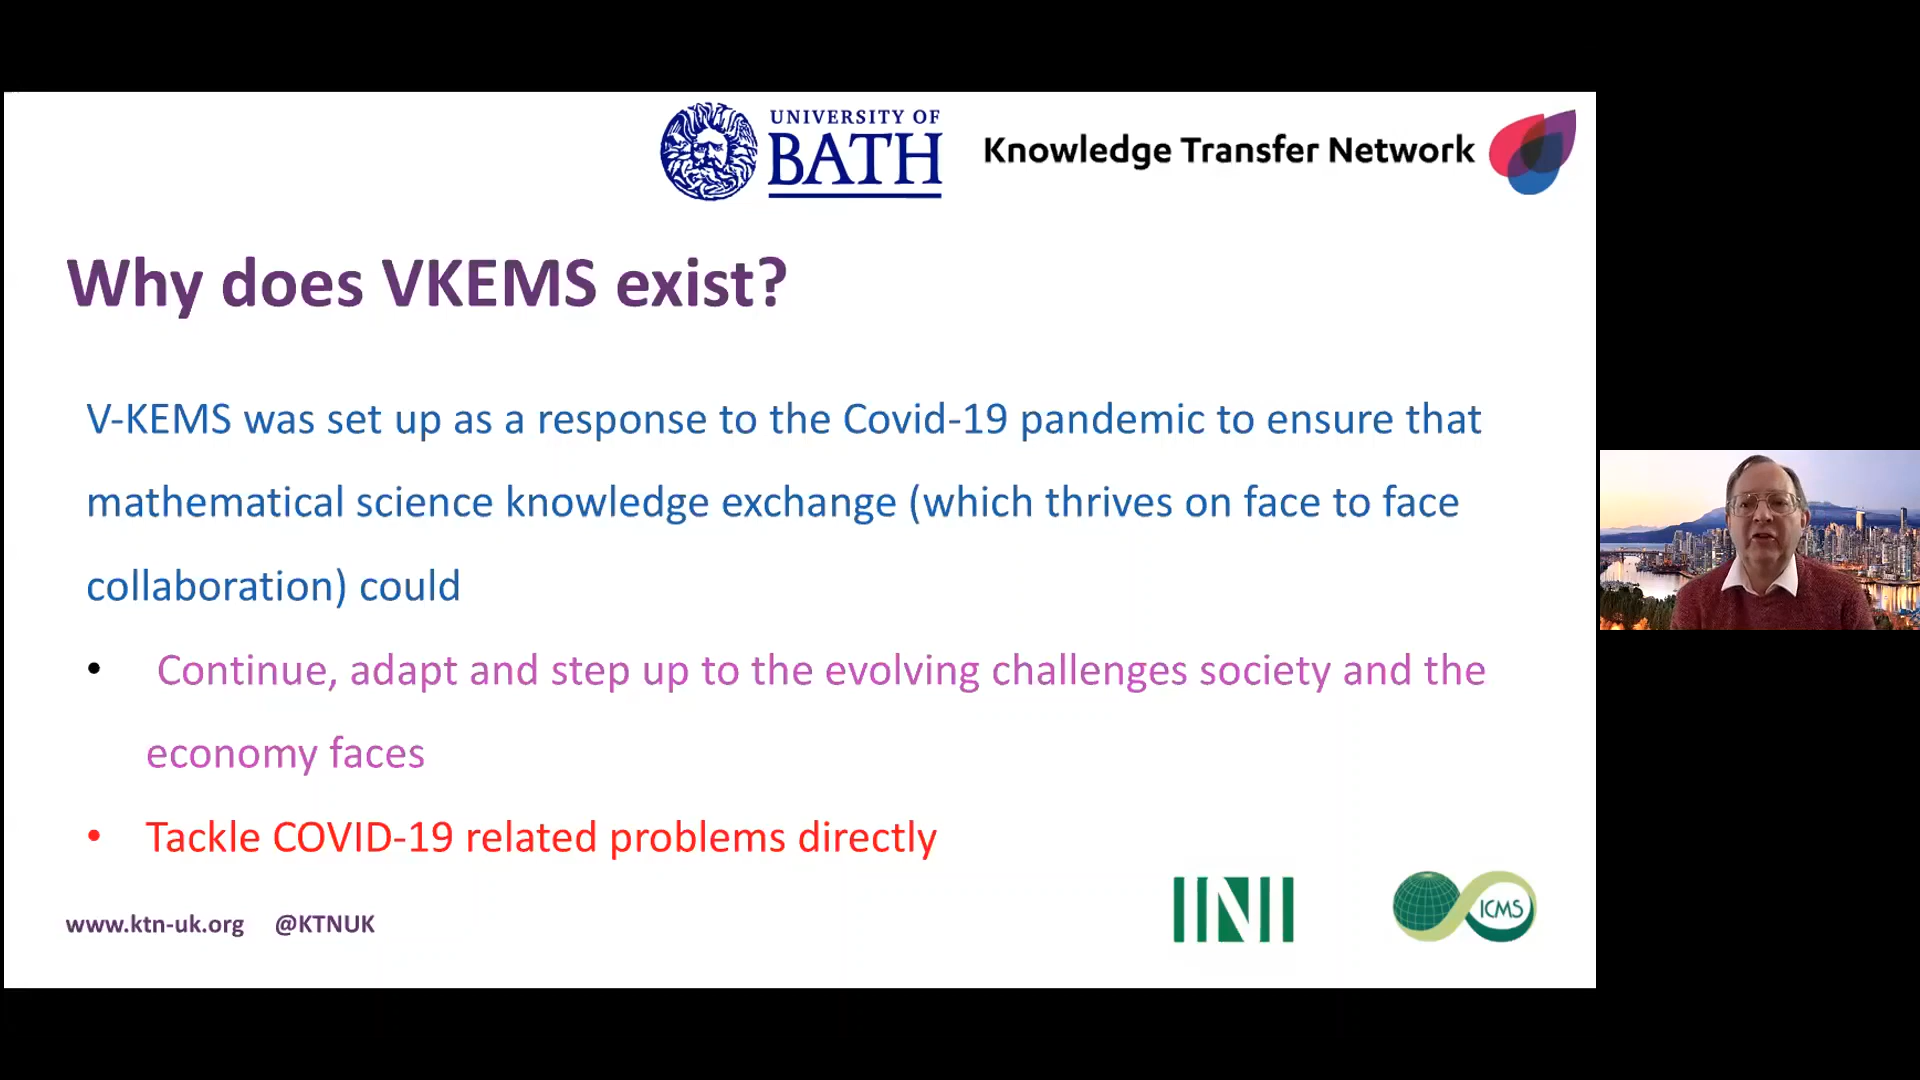 UNIVERSITY OF
BATH
Knowledge Transfer Network
Why does VKEMS exist?
V-KEMS was set up as a response to the Covid-19 pandemic to ensure that
mathematical science knowledge exchange (which thrives on face to face
collaboration) could
• Continue, adapt and step up to the evolving challenges society and the
economy faces
• Tackle COVID-19 related problems directly
www.ktn-uk.org @KTNUK
INI
ICMS